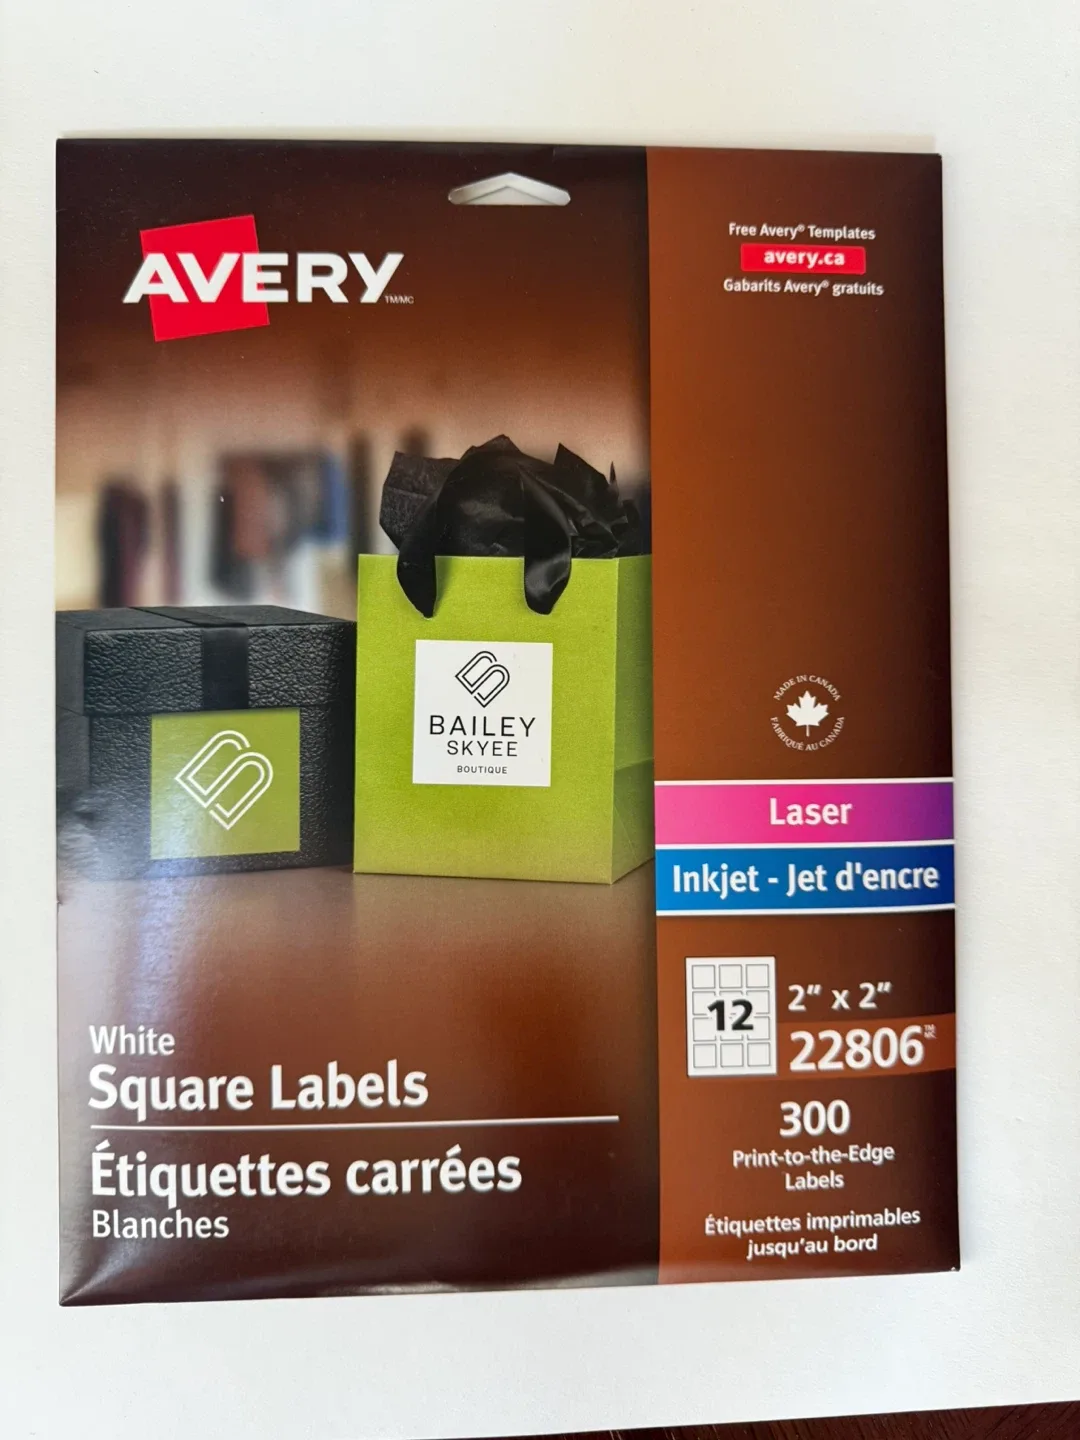 AVERY TM/MC
Free Avery® Templates
avery.ca
Gabarits Avery® gratuits
BAILEY
SKYEE
BOUTIQUE
MADE IN CANADA
FABRIQUÉ AU CANADA
Laser
Inkjet - Jet d'encre
12
2" x 2"
22806 TM/MC
300
Print-to-the-Edge
Labels
Étiquettes imprimables
jusqu'au bord
White
Square Labels
Étiquettes carrées
Blanches